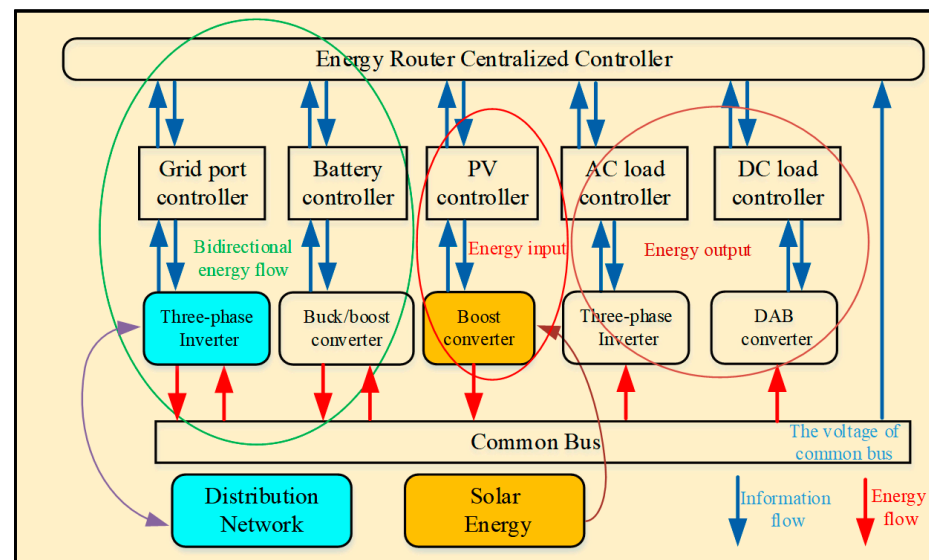 Energy Router Centralized Controller
Grid port
controller
Battery
controller
PV
controller
AC load
controller
DC load
controller
Bidirectional
energy flow
Energy input
Energy output
Three-phase
Inverter
Buck/boost
converter
Boost
converter
Three-phase
Inverter
DAB
converter
Common Bus
The voltage of
common bus
Distribution
Network
Solar
Energy
Information
flow
Energy
flow